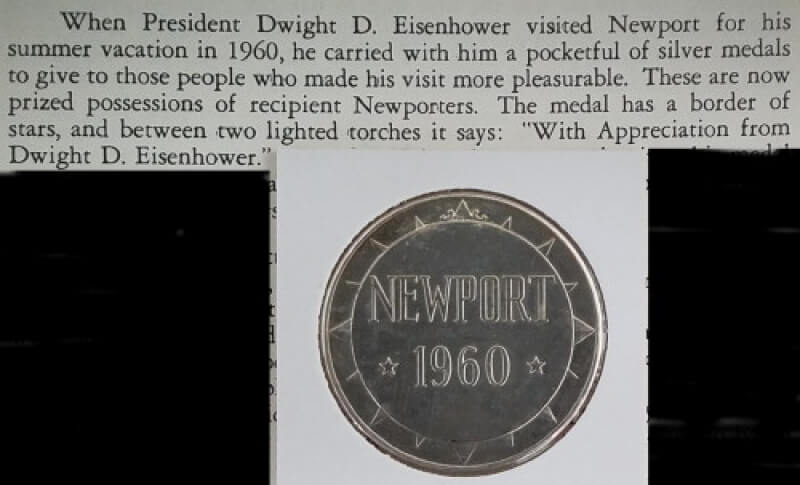 When President Dwight D. Eisenhower visited Newport for his
summer vacation in 1960, he carried with him a pocketful of silver medals
to give to those people who made his visit more pleasurable. These are now
prized possessions of recipient Newporters. The medal has a border of
stars, and between two lighted torches it says: "With Appreciation from
Dwight D. Eisenhower."
NEWPORT
☆ 1960 ☆